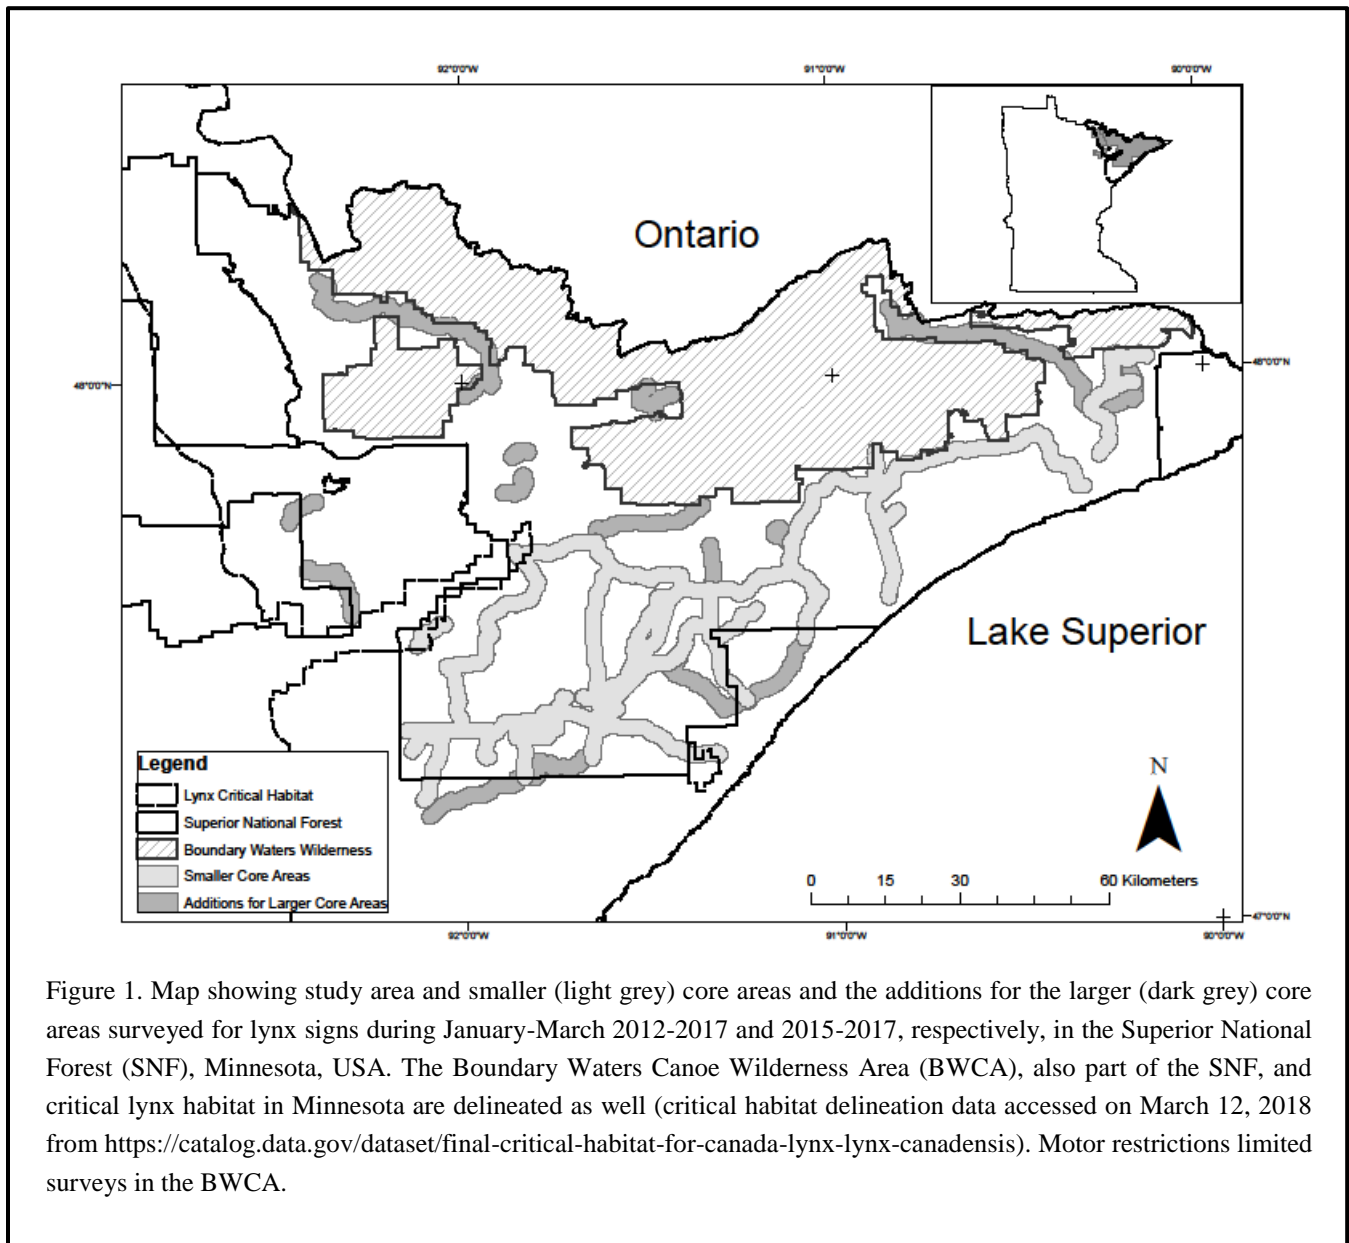 92°0'0"W
91°0'0"W
90°0'0"W
Ontario
48°0'0"N
48°0'0"N
Lake Superior
Legend
Lynx Critical Habitat
Superior National Forest
Boundary Waters Wilderness
Smaller Core Areas
Additions for Larger Core Areas
N
0 15 30 60 Kilometers
47°0'0"N
92°0'0"W
91°0'0"W
90°0'0"W
Figure 1. Map showing study area and smaller (light grey) core areas and the additions for the larger (dark grey) core
areas surveyed for lynx signs during January-March 2012-2017 and 2015-2017, respectively, in the Superior National
Forest (SNF), Minnesota, USA. The Boundary Waters Canoe Wilderness Area (BWCA), also part of the SNF, and
critical lynx habitat in Minnesota are delineated as well (critical habitat delineation data accessed on March 12, 2018
from https://catalog.data.gov/dataset/final-critical-habitat-for-canada-lynx-lynx-canadensis). Motor restrictions limited
surveys in the BWCA.